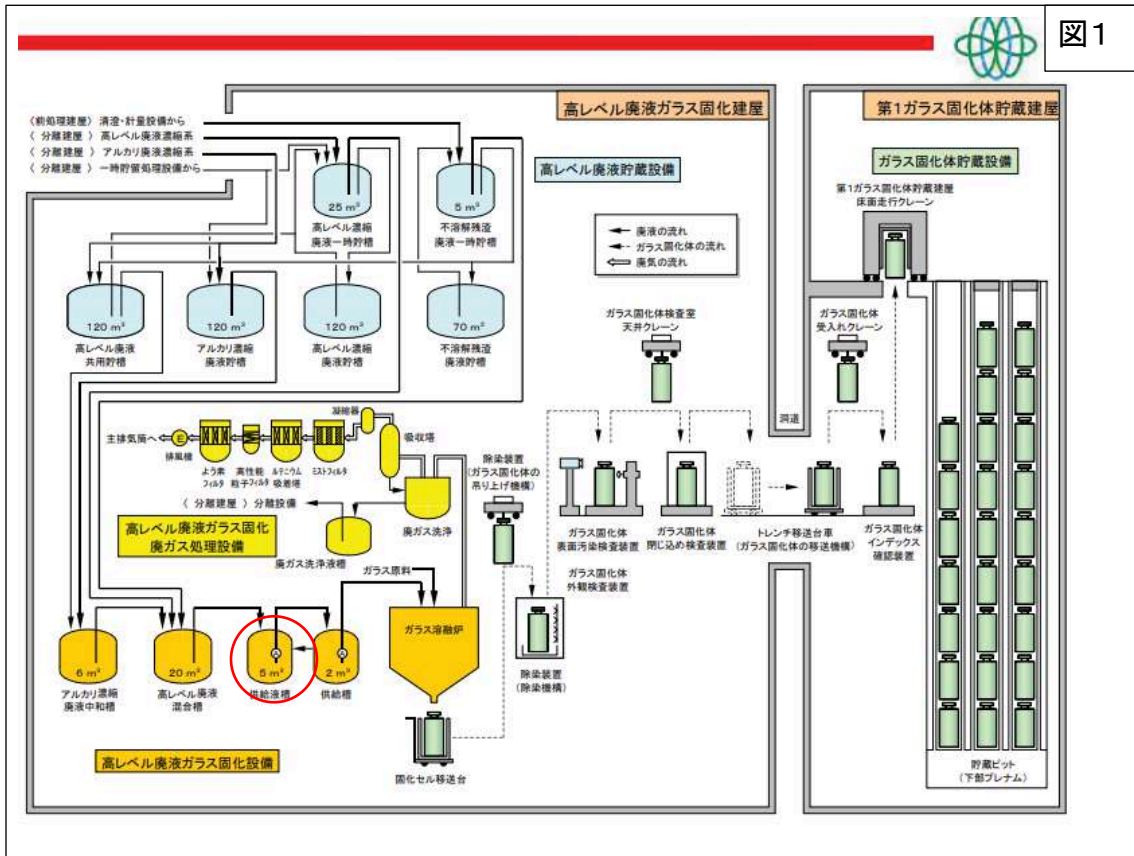 図1
高レベル廃液ガラス固化建屋
第1ガラス固化体貯蔵建屋
〈前処理建屋〉清澄・計量設備から
〈 分離建屋 〉高レベル廃液濃縮系
〈 分離建屋 〉アルカリ廃液濃縮系
〈 分離建屋 〉一時貯留処理設備から
高レベル廃液貯蔵設備
ガラス固化体貯蔵設備
第1ガラス固化体貯蔵建屋
床面走行クレーン
25 m³
高レベル濃縮
廃液一時貯槽
5 m³
不溶解残渣
廃液一時貯槽
廃液の流れ
ガラス固化体の流れ
廃気の流れ
120 m³
高レベル廃液
共用貯槽
120 m³
アルカリ濃縮
廃液貯槽
120 m³
高レベル濃縮
廃液貯槽
70 m³
不溶解残渣
廃液貯槽
ガラス固化体検査室
天井クレーン
ガラス固化体
受入れクレーン
洞道
凝縮器
吸収塔
主排気筒へ
E
排風機
よう素
フィルタ
高性能
粒子フィルタ
ルテニウム
吸着塔
ミストフィルタ
除染装置
(ガラス固化体の
吊り上げ機構)
〈 分離建屋 〉分離設備
廃ガス洗浄
高レベル廃液ガラス固化
廃ガス処理設備
廃ガス洗浄液槽
ガラス固化体
表面汚染検査装置
ガラス固化体
外観検査装置
ガラス固化体
閉じ込め検査装置
トレンチ移送台車
(ガラス固化体の移送機構)
ガラス固化体
インデックス
確認装置
ガラス原料
ガラス溶融炉
6 m³
アルカリ濃縮
廃液中和槽
20 m³
高レベル廃液
混合槽
5 m³
供給液槽
2 m³
供給槽
除染装置
(除染機構)
高レベル廃液ガラス固化設備
固化セル移送台
貯蔵ピット
(下部プレナム)